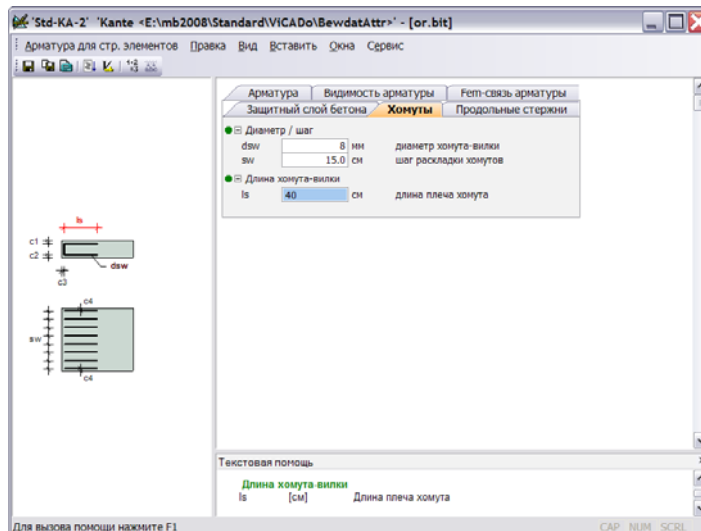 'Std-KA-2' 'Kante <E:\mb2008\Standard\ViCADo\BewdatAttr>' - [or.bit]
Арматура для стр. элементов Правка Вид Вставить Окна Сервис
Арматура Видимость арматуры Fem-связь арматуры
Защитный слой бетона Хомуты Продольные стержни
Диаметр / шаг
dsw 8 мм диаметр хомута-вилки
sw 15.0 см шаг раскладки хомутов
Длина хомута-вилки
ls 40 см длина плеча хомута
ls
c1
c2
dsw
c3
c4
sw
c4
Текстовая помощь
Длина хомута-вилки
ls [см] Длина плеча хомута
Для вызова помощи нажмите F1
CAP NUM SCRL